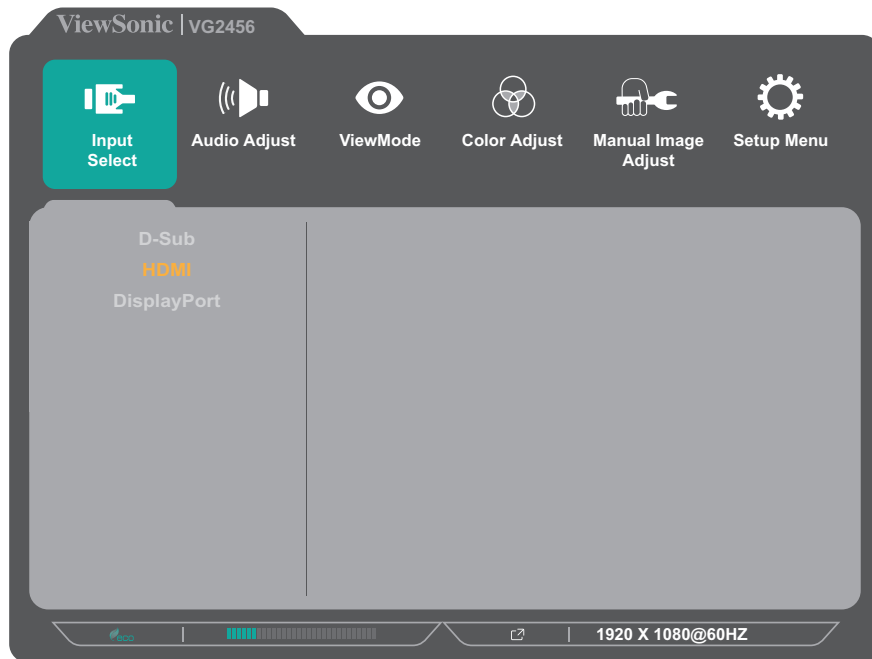 ViewSonic | VG2456
Input
Select
Audio Adjust
ViewMode
Color Adjust
Manual Image
Adjust
Setup Menu
D-Sub
HDMI
DisplayPort
eco
1920 X 1080@60HZ